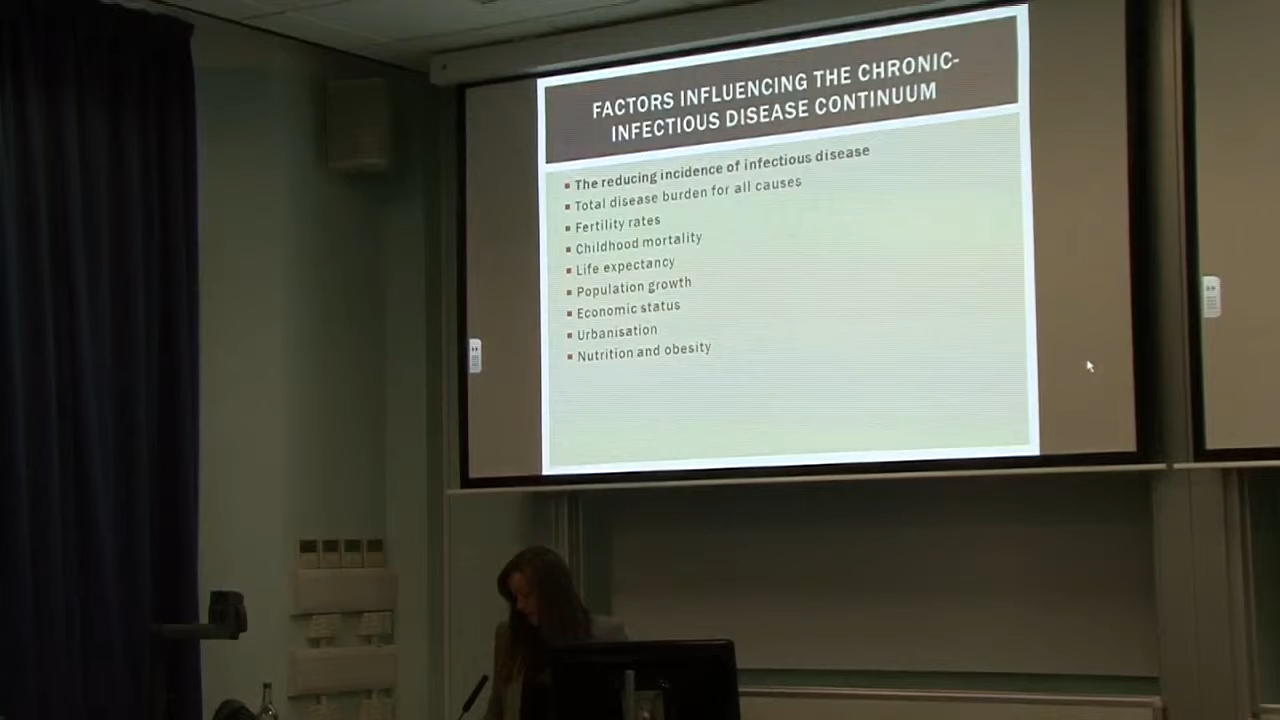 FACTORS INFLUENCING THE CHRONIC-
INFECTIOUS DISEASE CONTINUUM
The reducing incidence of infectious disease
Total disease burden for all causes
Fertility rates
Childhood mortality
Life expectancy
Population growth
Economic status
Urbanisation
Nutrition and obesity